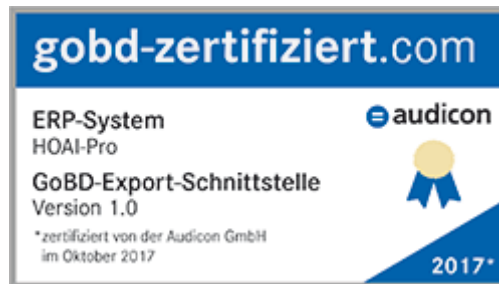 gobd-zertifiziert.com
audicon
ERP-System
HOAI-Pro
GoBD-Export-Schnittstelle
Version 1.0
*zertifiziert von der Audicon GmbH
im Oktober 2017
2017*